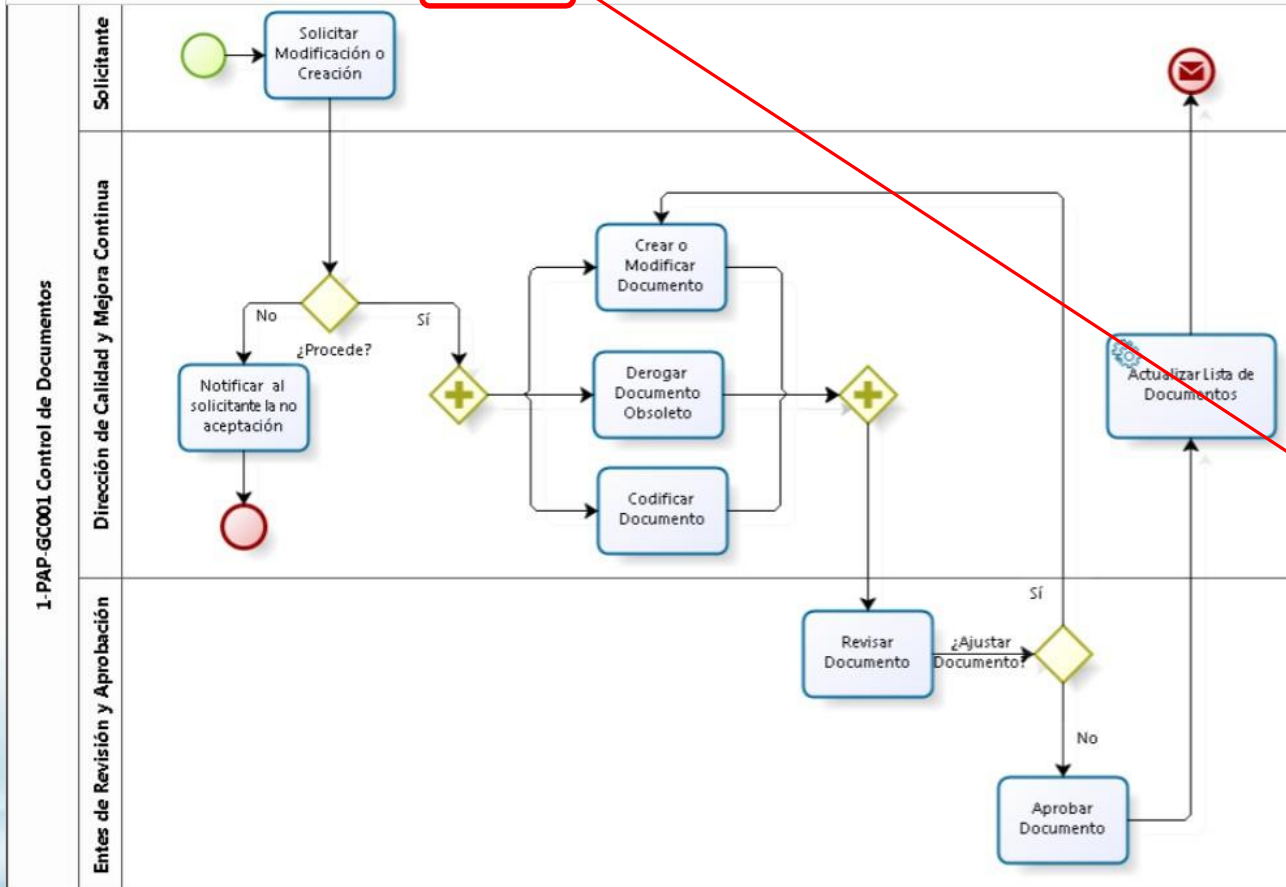 1-PAP-GC001 Control de Documentos
Solicitante
Solicitar
Modificación o
Creación
Dirección de Calidad y Mejora Continua
No
Sí
¿Procede?
Notificar al
solicitante la no
aceptación
Crear o
Modificar
Documento
Derogar
Documento
Obsoleto
Codificar
Documento
Actualizar Lista de
Documentos
Entes de Revisión y Aprobación
Revisar
Documento
¿Ajustar
Documento?
Sí
No
Aprobar
Documento